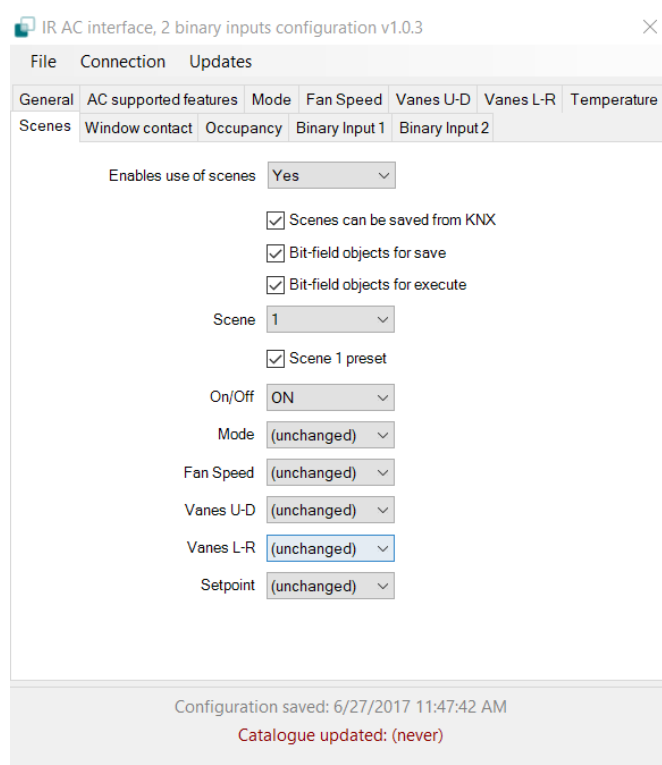 IR AC interface, 2 binary inputs configuration v1.0.3
File Connection Updates
General AC supported features Mode Fan Speed Vanes U-D Vanes L-R Temperature
Scenes Window contact Occupancy Binary Input 1 Binary Input 2
Enables use of scenes Yes
Scenes can be saved from KNX
Bit-field objects for save
Bit-field objects for execute
Scene 1
Scene 1 preset
On/Off ON
Mode (unchanged)
Fan Speed (unchanged)
Vanes U-D (unchanged)
Vanes L-R (unchanged)
Setpoint (unchanged)
Configuration saved: 6/27/2017 11:47:42 AM
Catalogue updated: (never)